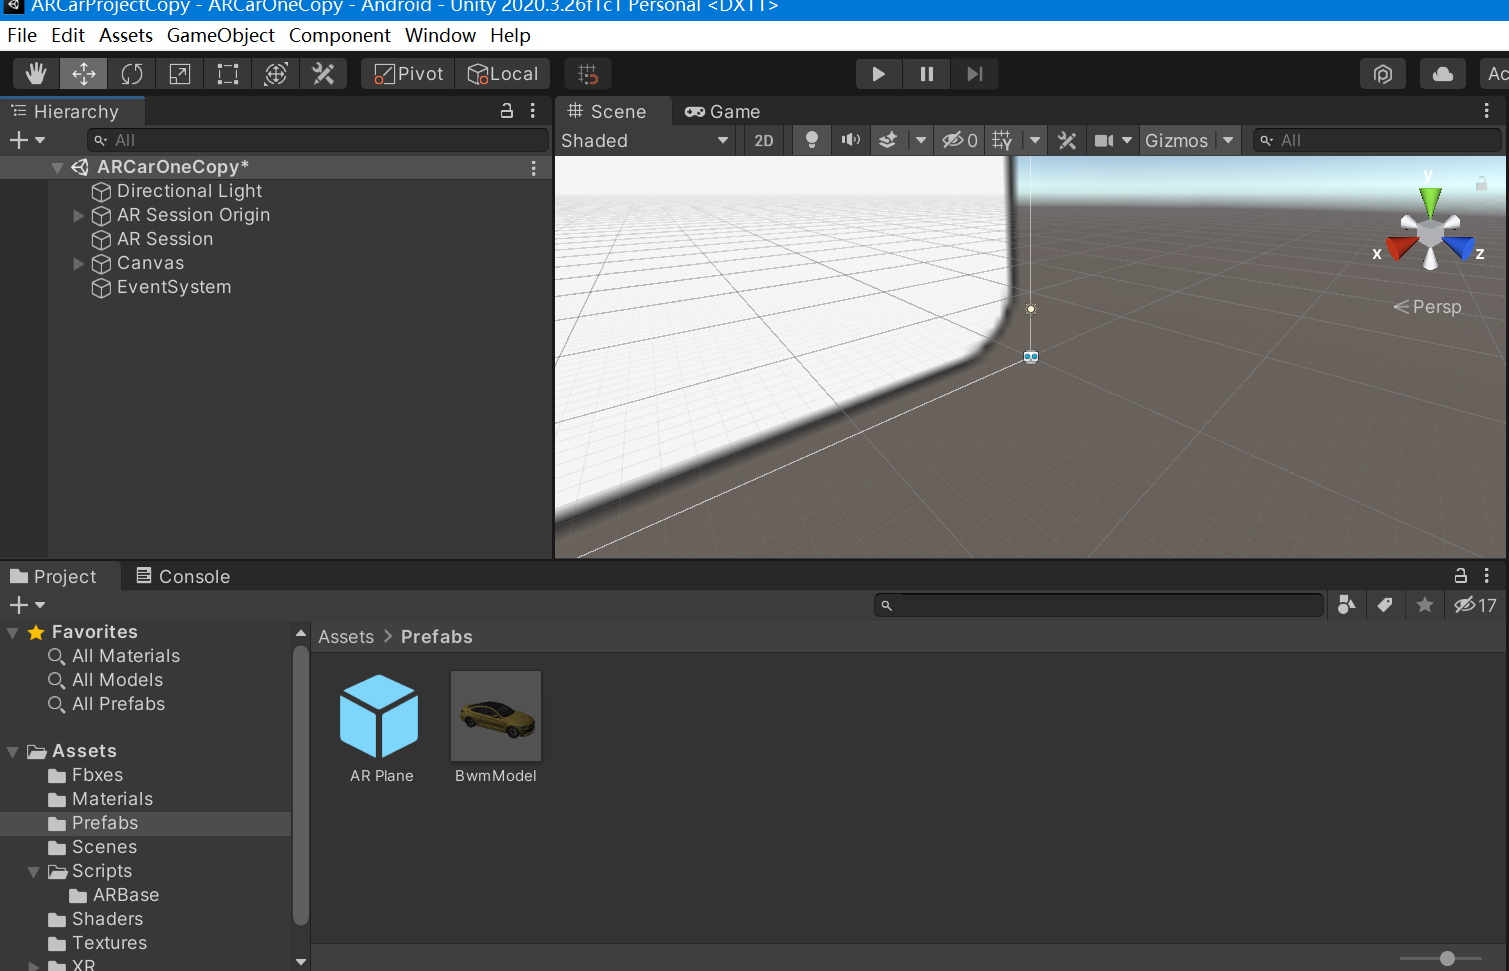 ARCarProjectCopy - ARCarOneCopy - Android - Unity 2020.3.26f1c1 Personal <DX11>
File Edit Assets GameObject Component Window Help
Pivot Local Ac
Hierarchy
All
ARCarOneCopy*
Directional Light
AR Session Origin
AR Session
Canvas
EventSystem
Scene Game
Shaded 2D 0 Gizmos All
y
x z
Persp
Project Console
17
Favorites
All Materials
All Models
All Prefabs
Assets
Fbxes
Materials
Prefabs
Scenes
Scripts
ARBase
Shaders
Textures
XR
Assets > Prefabs
AR Plane BwmModel